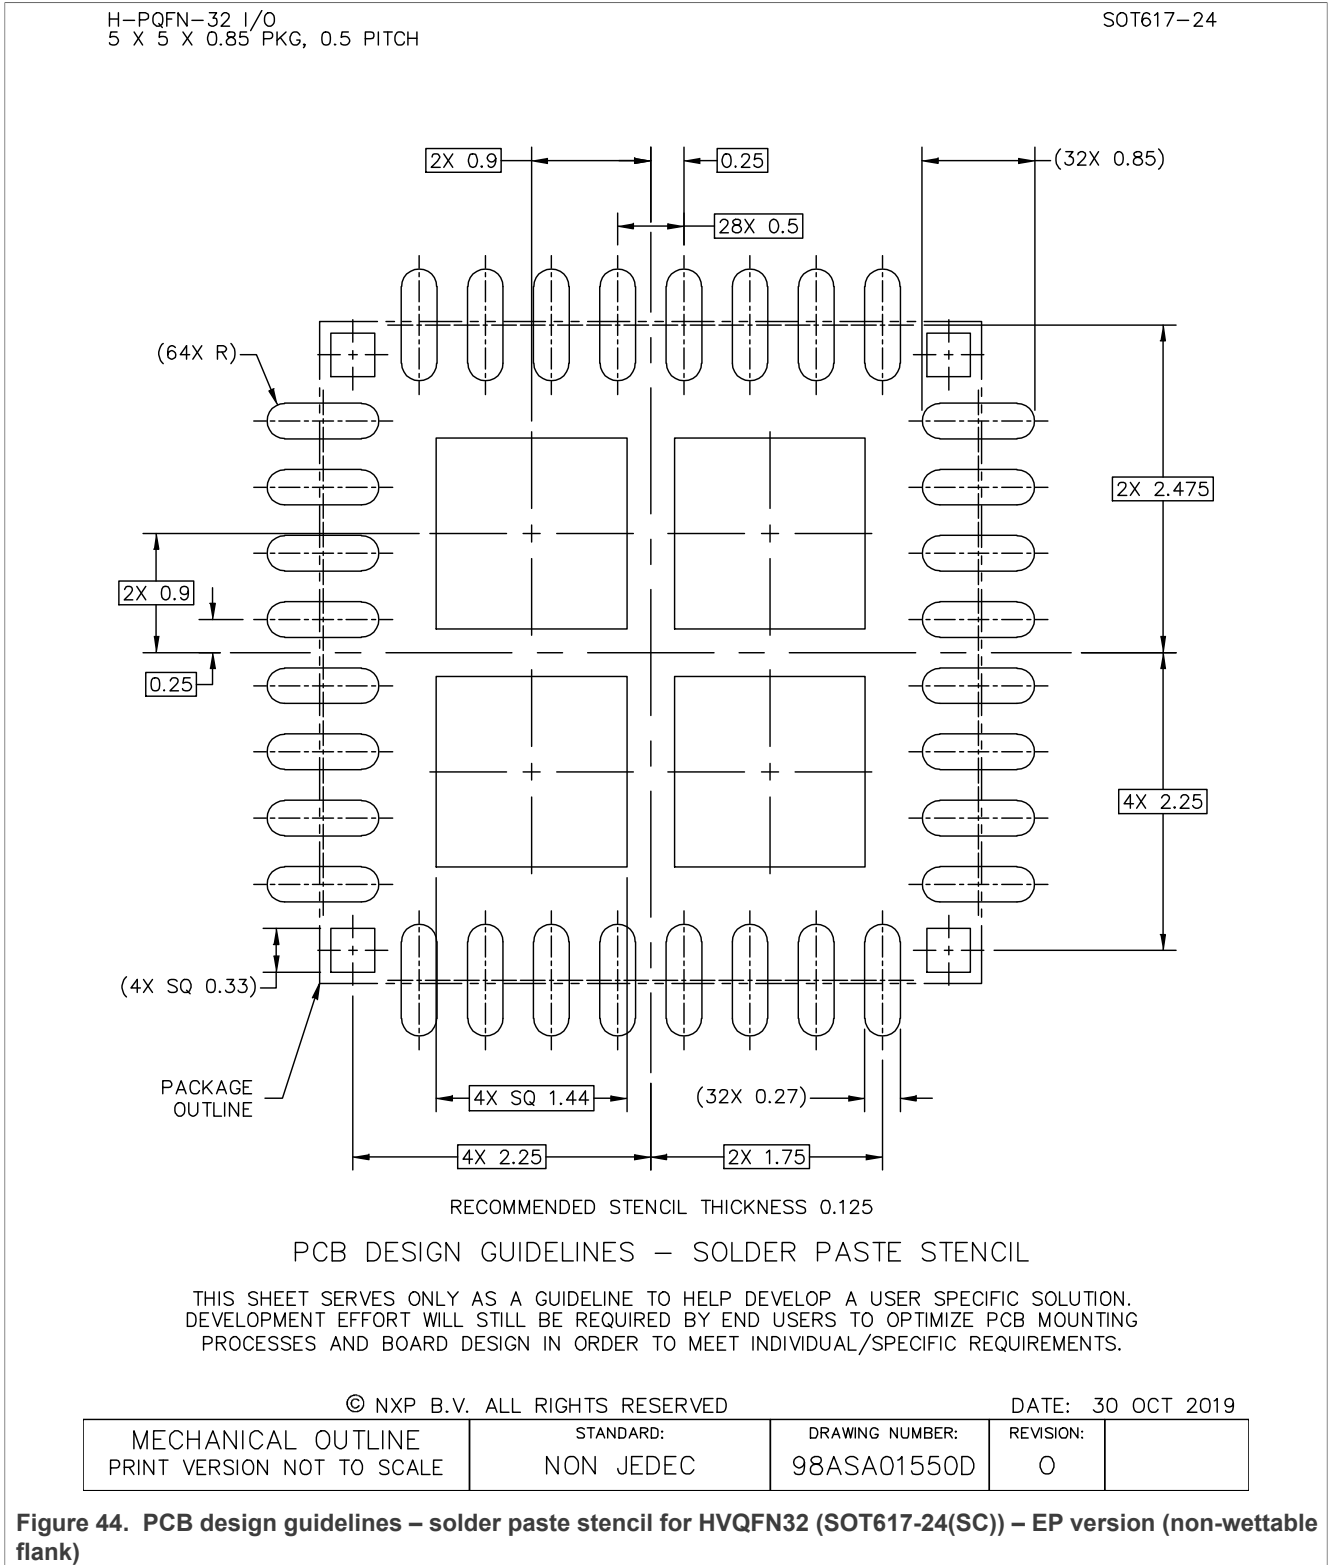 H-PQFN-32 I/O
5 X 5 X 0.85 PKG, 0.5 PITCH
SOT617-24
2X 0.9
0.25
(32X 0.85)
28X 0.5
(64X R)
2X 2.475
2X 0.9
0.25
4X 2.25
(4X SQ 0.33)
PACKAGE
OUTLINE
4X SQ 1.44
(32X 0.27)
4X 2.25
2X 1.75
RECOMMENDED STENCIL THICKNESS 0.125
PCB DESIGN GUIDELINES – SOLDER PASTE STENCIL
THIS SHEET SERVES ONLY AS A GUIDELINE TO HELP DEVELOP A USER SPECIFIC SOLUTION.
DEVELOPMENT EFFORT WILL STILL BE REQUIRED BY END USERS TO OPTIMIZE PCB MOUNTING
PROCESSES AND BOARD DESIGN IN ORDER TO MEET INDIVIDUAL/SPECIFIC REQUIREMENTS.
© NXP B.V. ALL RIGHTS RESERVED
DATE: 30 OCT 2019
MECHANICAL OUTLINE
PRINT VERSION NOT TO SCALE
STANDARD:
NON JEDEC
DRAWING NUMBER:
98ASA01550D
REVISION:
O
Figure 44. PCB design guidelines – solder paste stencil for HVQFN32 (SOT617-24(SC)) – EP version (non-wettable
flank)